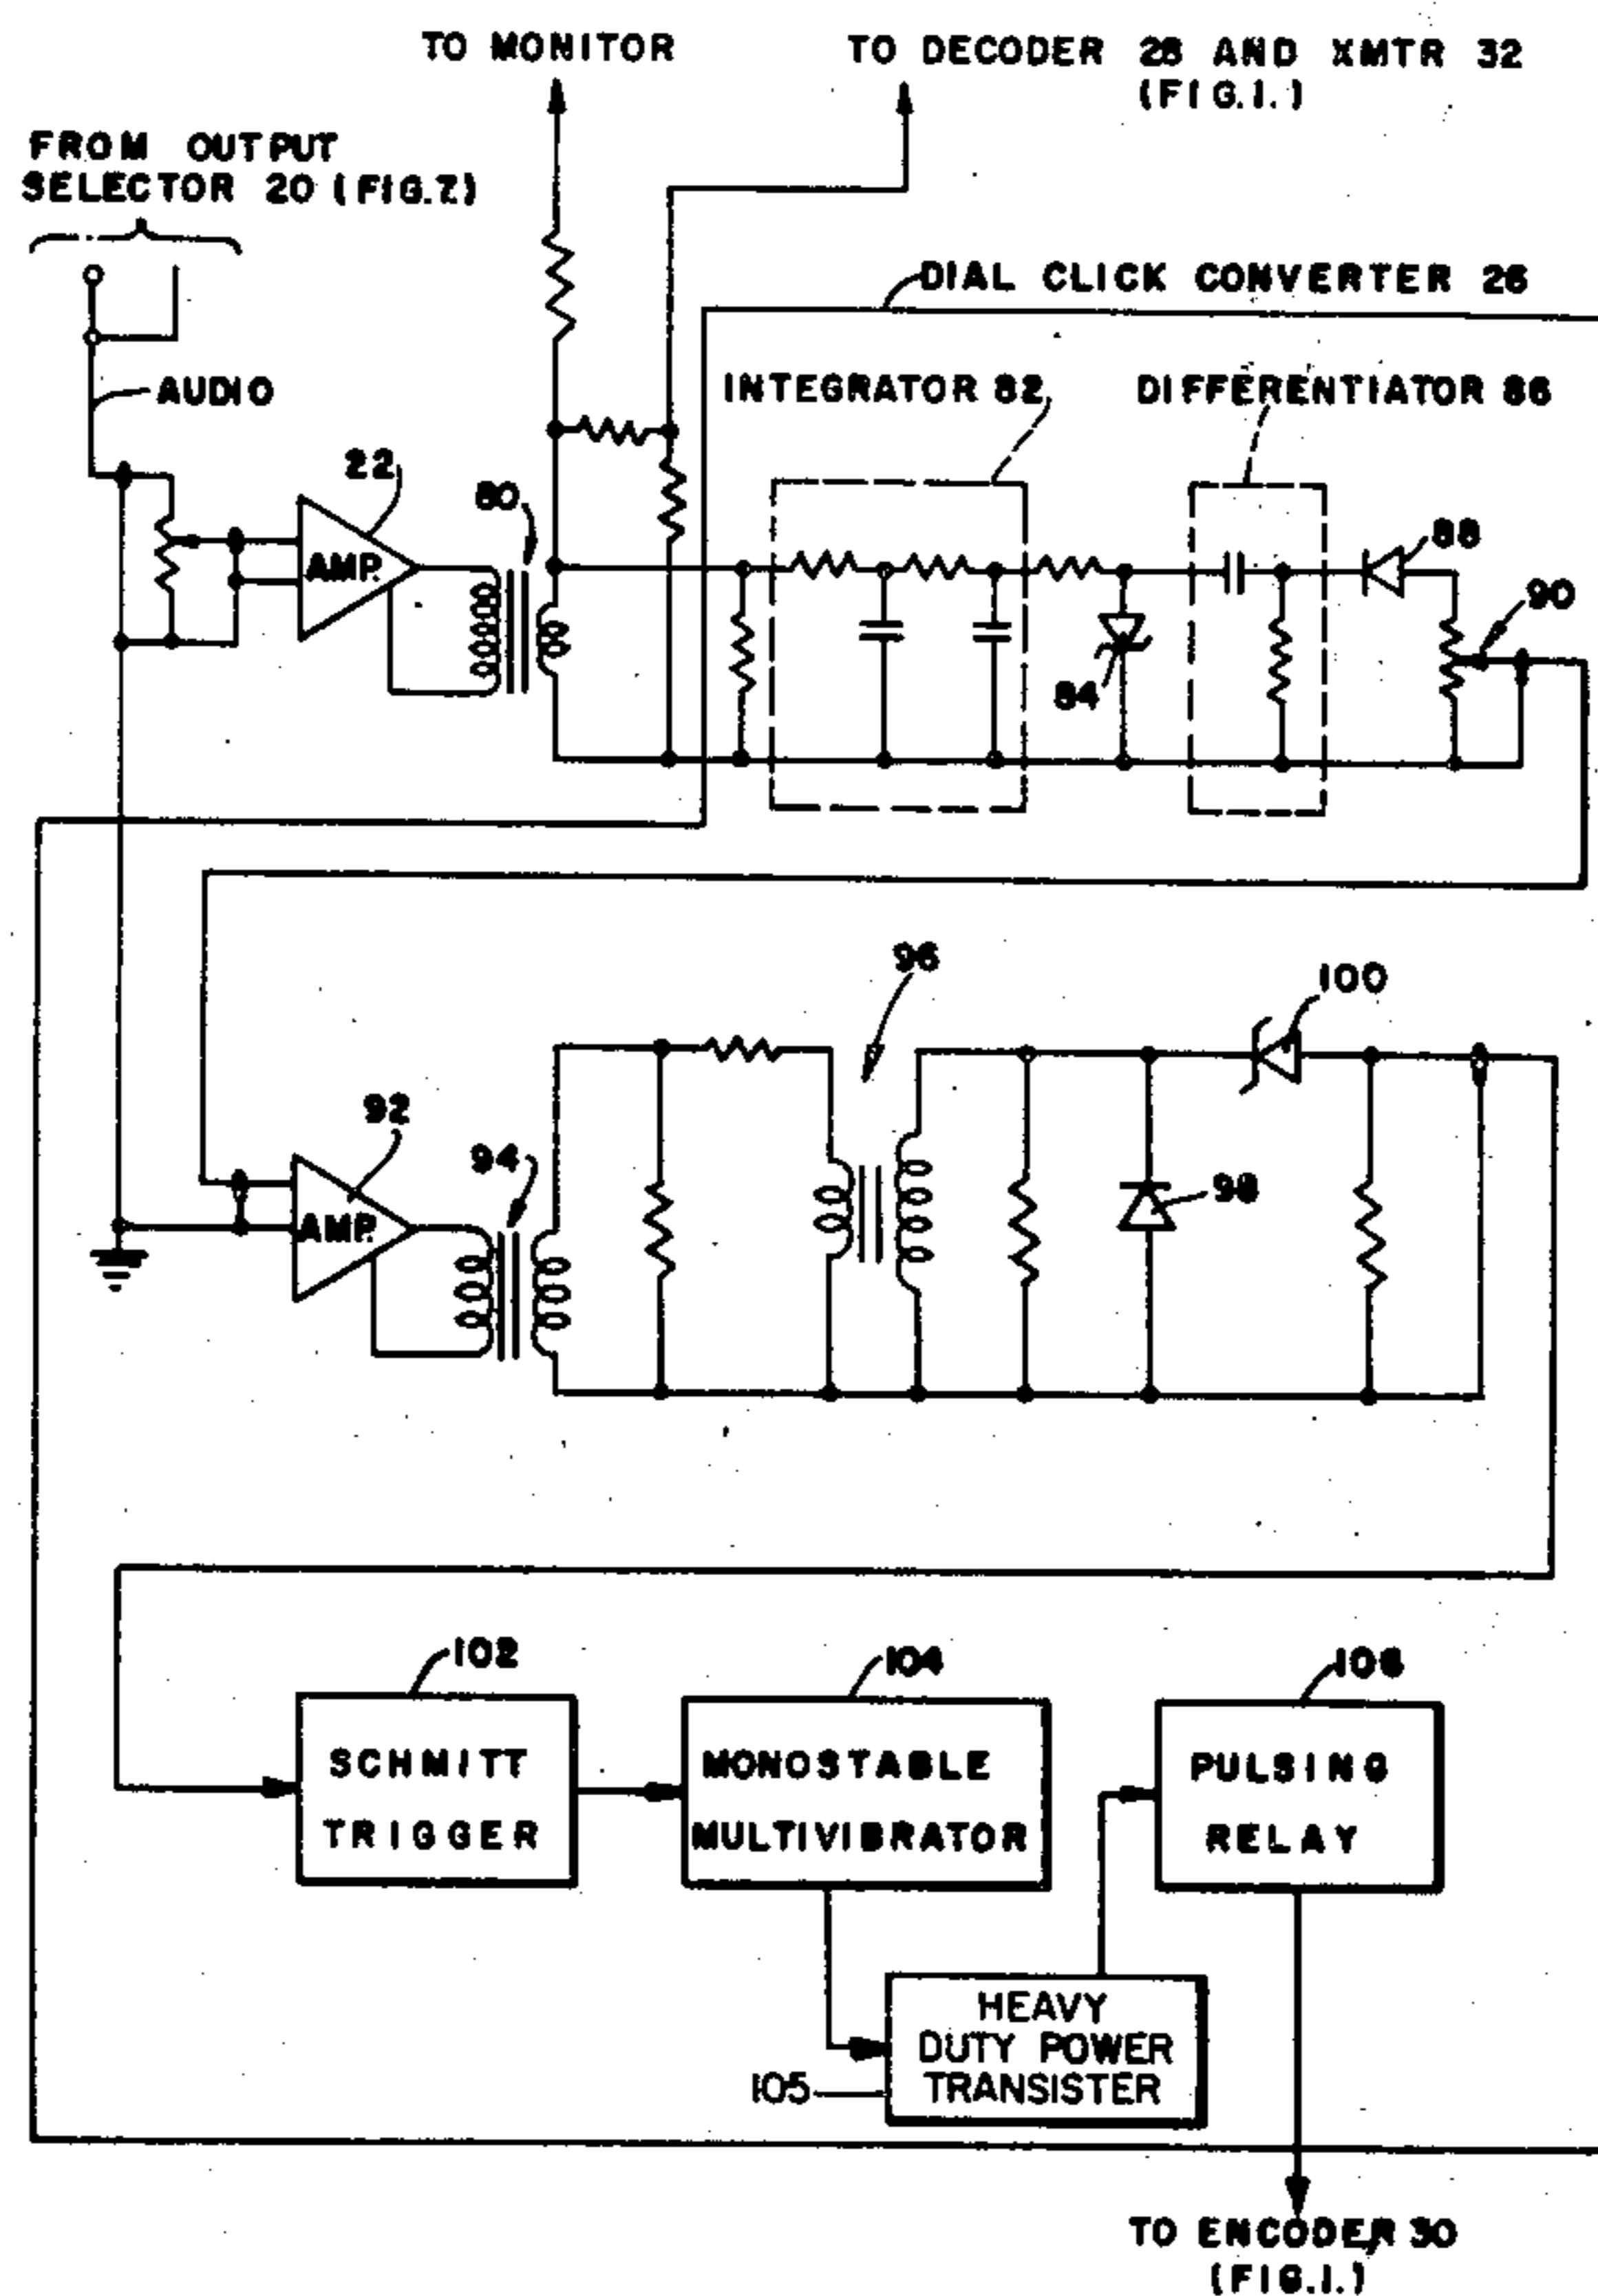 TO MONITOR
TO DECODER 28 AND XMTR 32
(FIG.1.)
FROM OUTPUT
SELECTOR 20 (FIG.7)
DIAL CLICK CONVERTER 26
AUDIO
INTEGRATOR 82
DIFFERENTIATOR 86
22
80
88
AMP.
90
84
96
100
92
94
98
AMP.
102
104
106
SCHMITT
TRIGGER
MONOSTABLE
MULTIVIBRATOR
PULSING
RELAY
HEAVY
DUTY POWER
TRANSISTER
105
TO ENCODER 30
(FIG.1.)